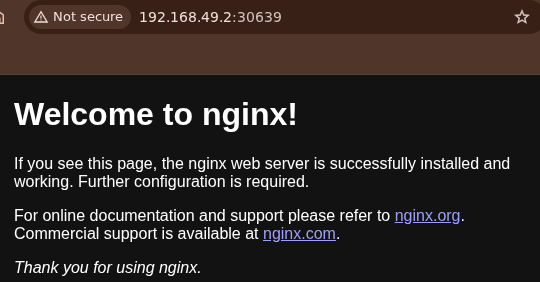 Not secure 192.168.49.2:30639
Welcome to nginx!
If you see this page, the nginx web server is successfully installed and
working. Further configuration is required.
For online documentation and support please refer to nginx.org.
Commercial support is available at nginx.com.
Thank you for using nginx.